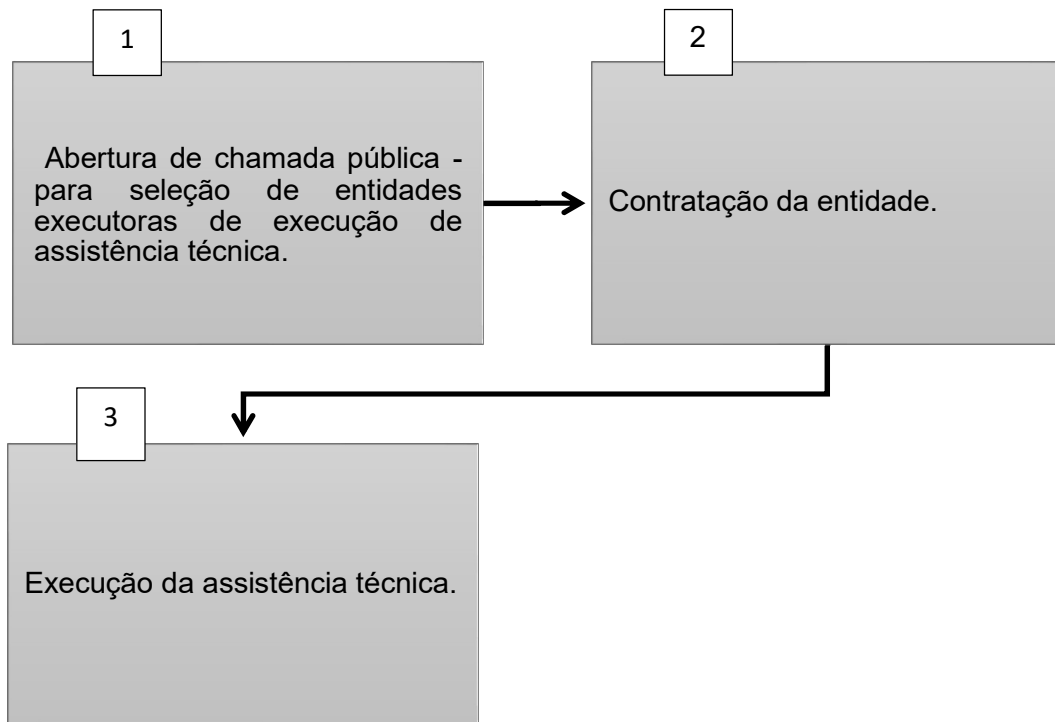 1
Abertura de chamada pública -
para seleção de entidades
executoras de execução de
assistência técnica.
2
Contratação da entidade.
3
Execução da assistência técnica.